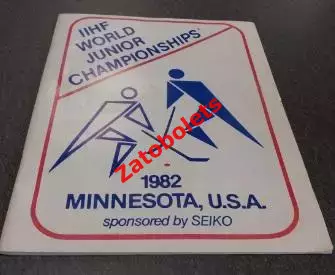 IIHF
WORLD
JUNIOR
CHAMPIONSHIPS
Zatobolets
1982
MINNESOTA, U.S.A.
sponsored by SEIKO